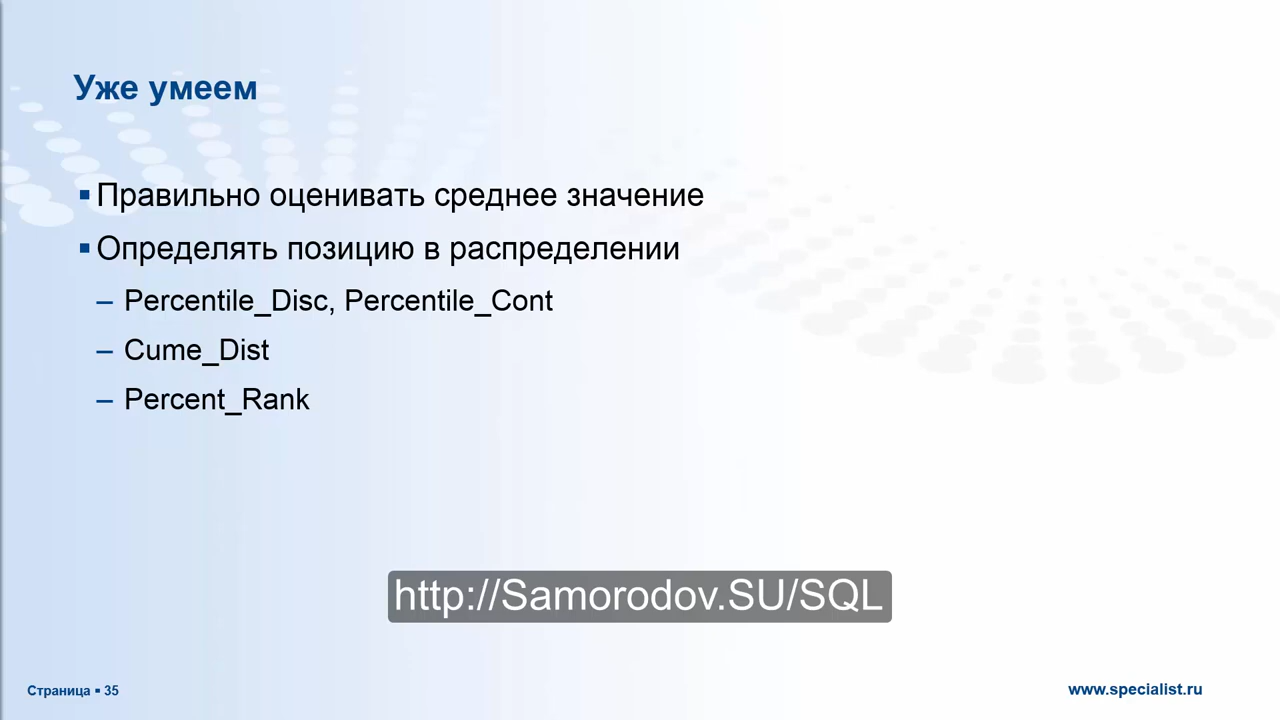 Уже умеем
Правильно оценивать среднее значение
Определять позицию в распределении
– Percentile_Disc, Percentile_Cont
– Cume_Dist
– Percent_Rank
http://Samorodov.SU/SQL
Страница ▪ 35
www.specialist.ru